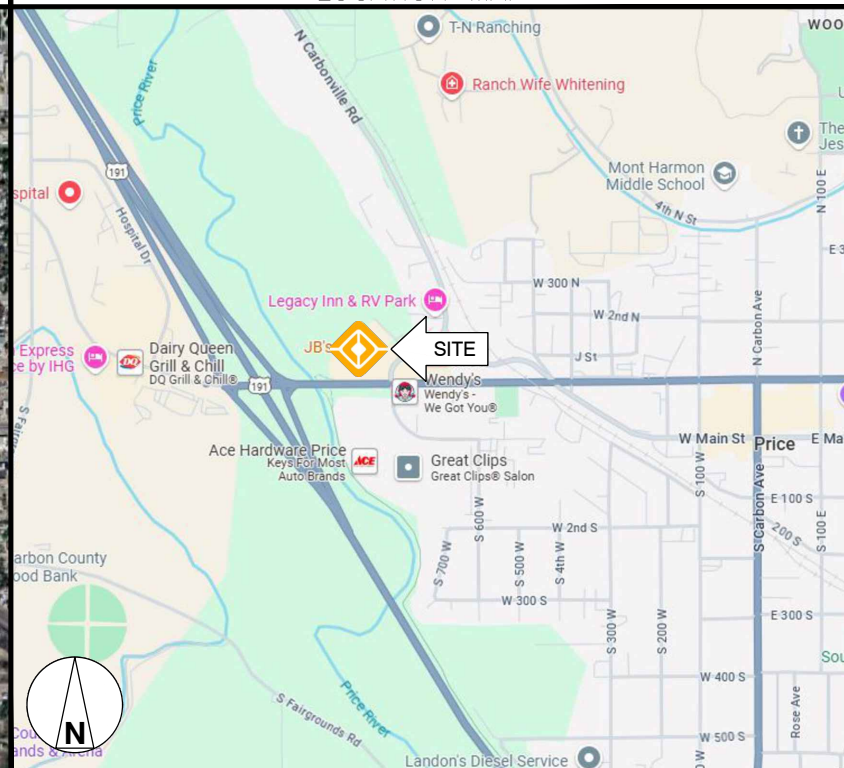 T-N Ranching
WOO
N Carbonville Rd
Price River
Ranch Wife Whitening
The
Jes
Mont Harmon
Middle School
191
spital
4th N St
N 100 E
Hospital Dr
E 3
W 300 N
Legacy Inn & RV Park
W 2nd N
N Carbon Ave
JB's
SITE
J St
Express
ce by IHG
DQ
Dairy Queen
Grill & Chill
DQ Grill & Chill®
191
Wendy's
Wendy's -
We Got You®
S Fairg
W Main St
Price
E Ma
Ace Hardware Price
Keys For Most
Auto Brands
ACE
Great Clips
Great Clips® Salon
S 100 W
S Carbon Ave
E 100 S
S 600 W
W 2nd S
200 S
S 100 E
S 700 W
S 500 W
S 4th W
arbon County
ood Bank
W 300 S
S 300 W
S 200 W
E 300 S
Sou
W 400 S
Price River
S Fairgrounds Rd
Rose Ave
N
Cou
ands & Arena
W 500 S
Landon's Diesel Service
W